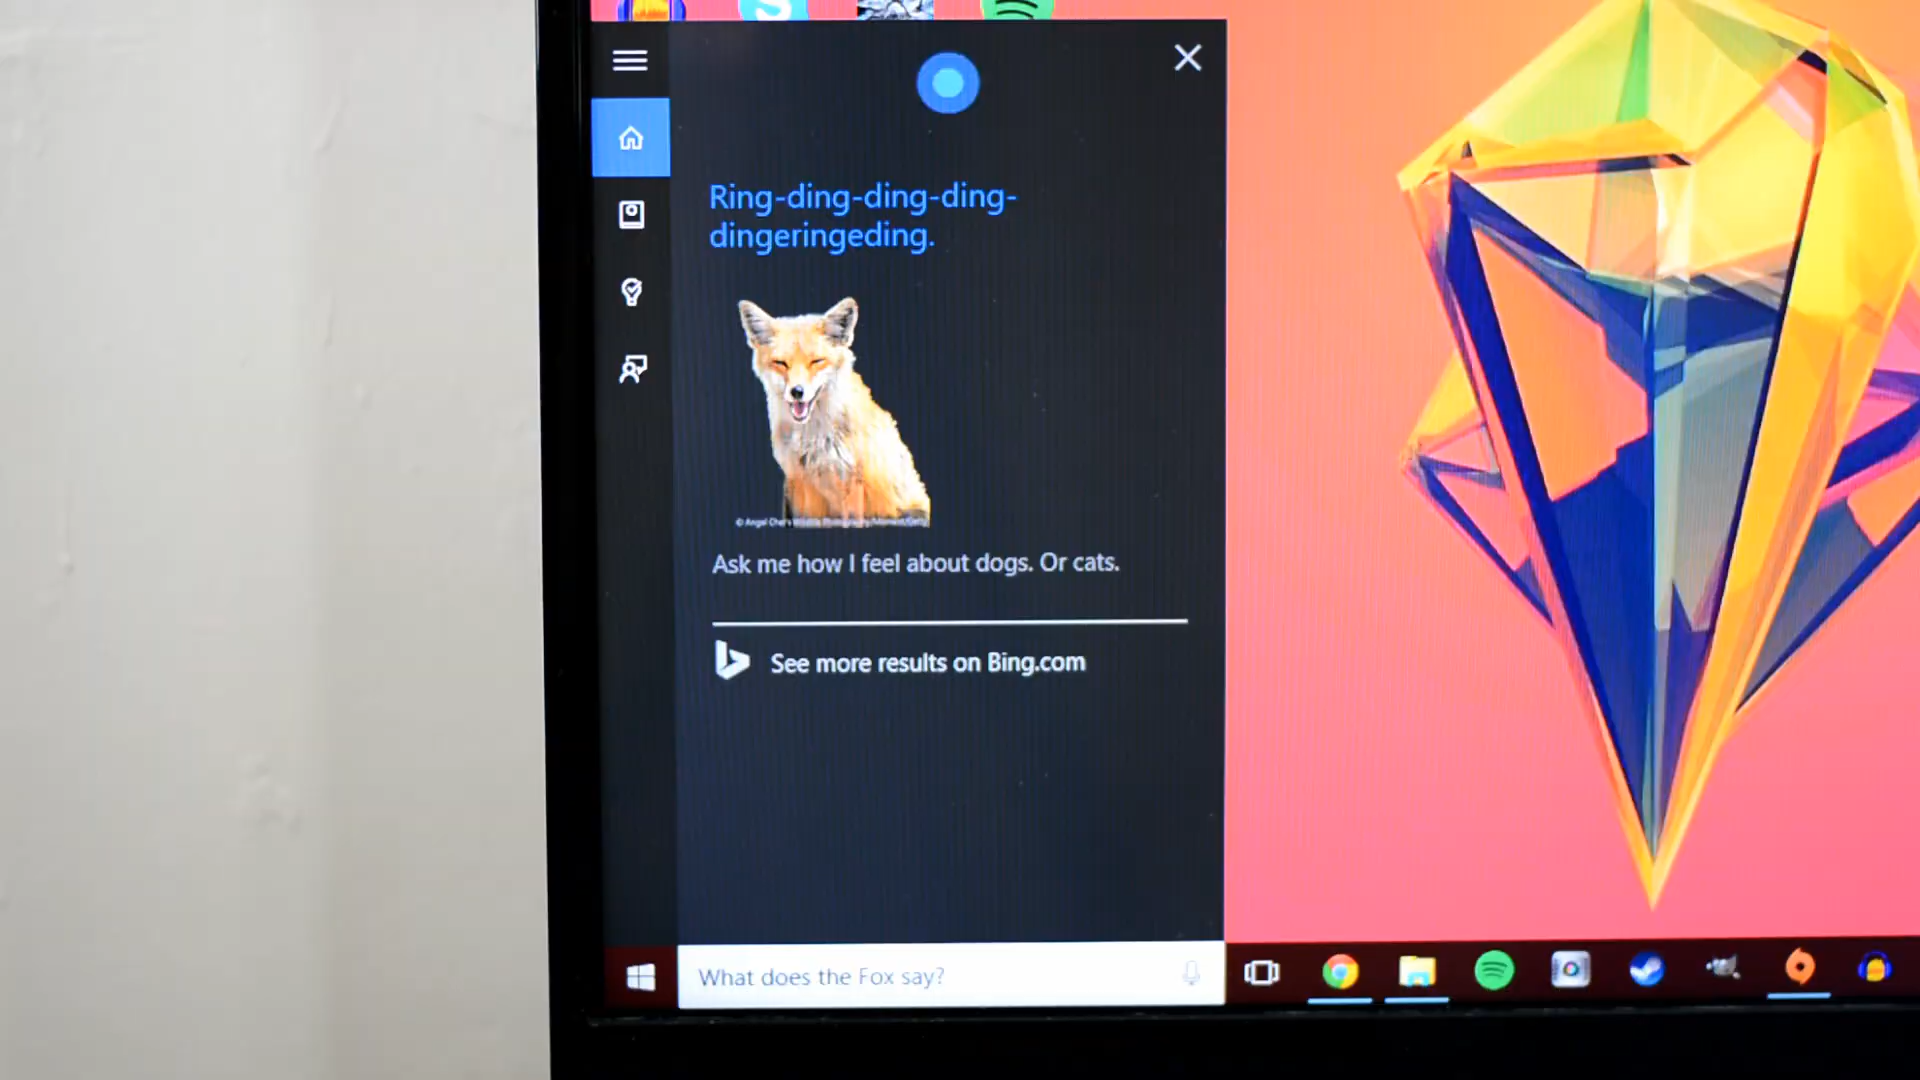 Ring-ding-ding-ding-
dingeringeding.
Ask me how I feel about dogs. Or cats.
See more results on Bing.com
What does the Fox say?